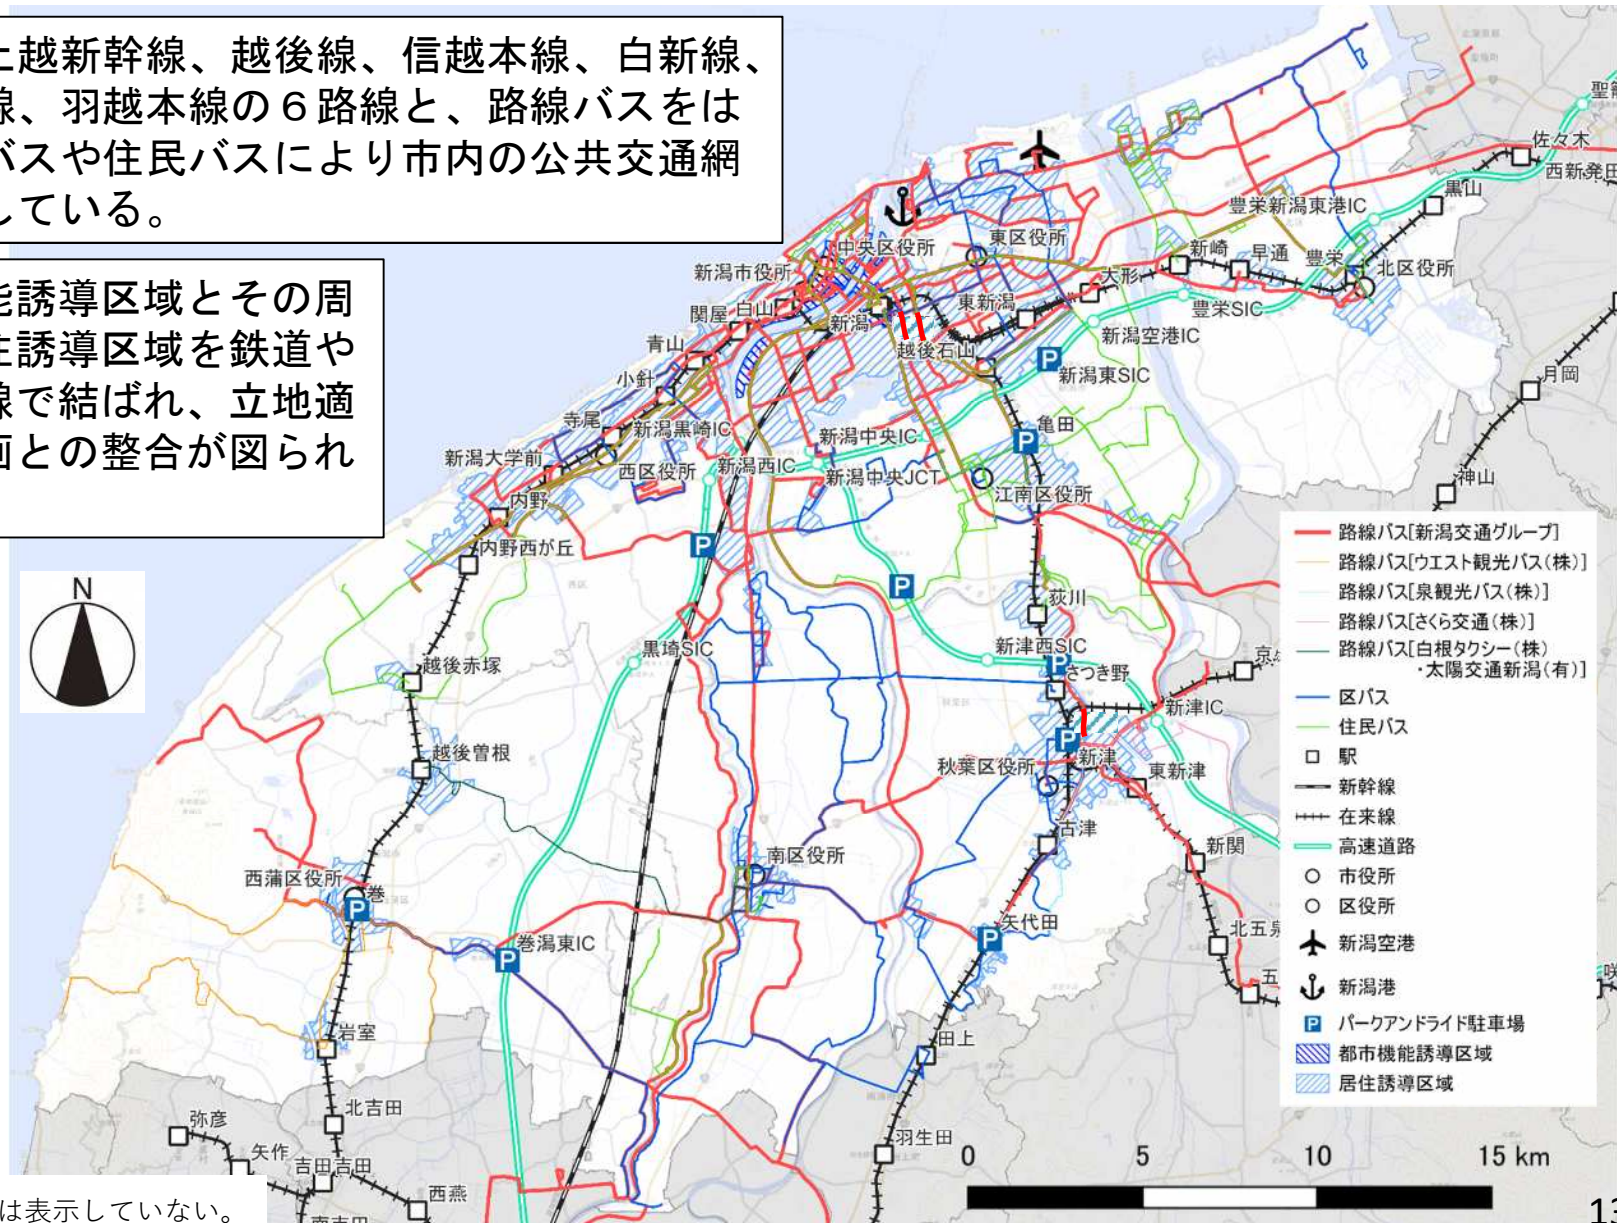 上越新幹線、越後線、信越本線、白新線、
線、羽越本線の６路線と、路線バスをは
バスや住民バスにより市内の公共交通網
している。
能誘導区域とその周
住誘導区域を鉄道や
線で結ばれ、立地適
画との整合が図られ
N
聖籠
佐々木
西新発田
黒山
豊栄新潟東港IC
中央区役所
東区役所
新崎
早通
豊栄
北区役所
新潟市役所
大形
関屋
白山
新潟
東新潟
豊栄SIC
新潟空港IC
青山
越後石山
新潟東SIC
月岡
小針
寺尾
新潟黒崎IC
新潟中央IC
亀田
新潟大学前
西区役所
新潟西IC
新潟中央JCT
神山
内野
江南区役所
内野西が丘
荻川
黒埼SIC
新津西SIC
さつき野
京
越後赤塚
新津IC
越後曽根
秋葉区役所
新津
東新津
古津
新関
南区役所
西蒲区役所
巻
矢代田
北五泉
巻潟東IC
五
咲
岩室
田上
北吉田
弥彦
矢作
吉田
吉田
羽生田
西燕
南吉田
P
P
P
P
P
P
P
P
P
路線バス[新潟交通グループ]
路線バス[ウエスト観光バス(株)]
路線バス[泉観光バス(株)]
路線バス[さくら交通(株)]
路線バス[白根タクシー(株)
・太陽交通新潟(有)]
区バス
住民バス
駅
新幹線
在来線
高速道路
市役所
区役所
新潟空港
新潟港
P パークアンドライド駐車場
都市機能誘導区域
居住誘導区域
0 5 10 15 km
は表示していない。
13